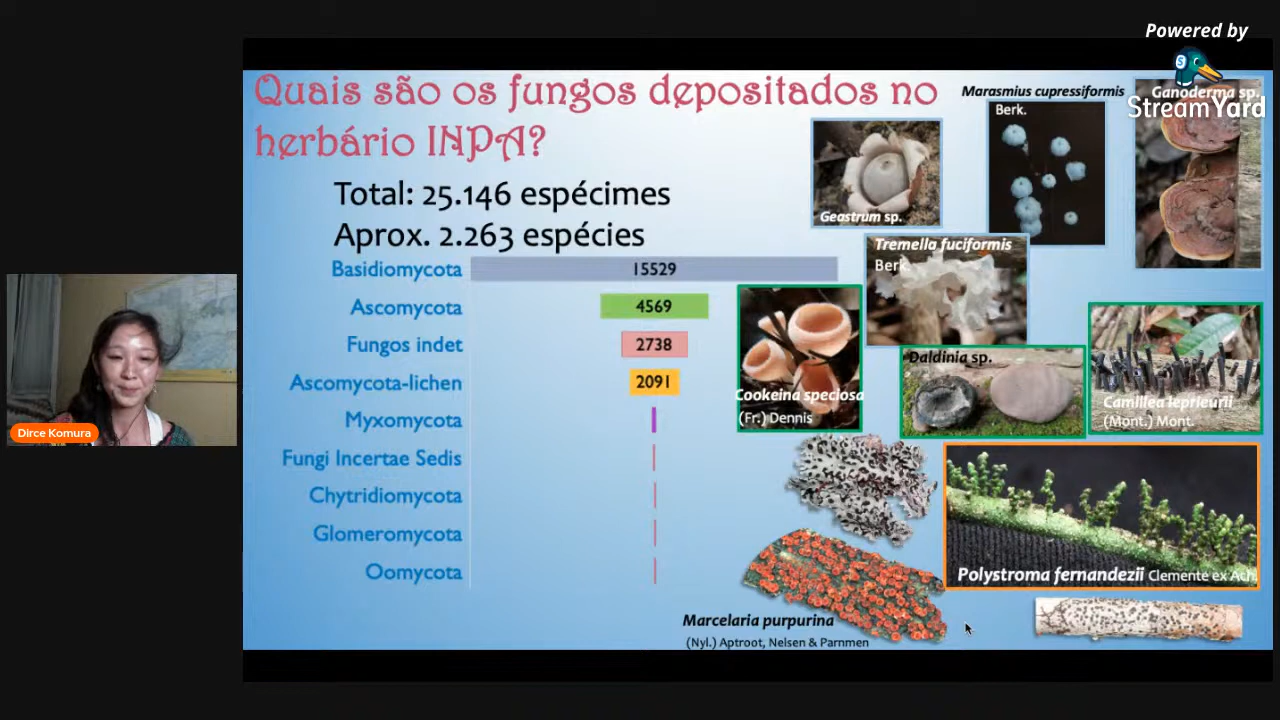 Powered by
StreamYard
Quais são os fungos depositados no
herbário INPA?
Total: 25.146 espécimes
Aprox. 2.263 espécies
Basidiomycota 15529
Ascomycota 4569
Fungos indet 2738
Ascomycota-lichen 2091
Myxomycota
Fungi Incertae Sedis
Chytridiomycota
Glomeromycota
Oomycota
Geastrum sp.
Marasmius cupressiformis
Berk.
Ganoderma sp.
Tremella fuciformis
Berk.
Cookeina speciosa
(Fr.) Dennis
Daldinia sp.
Camillea leprieurii
(Mont.) Mont.
Polystroma fernandezii Clemente ex Ach.
Marcelaria purpurina
(Nyl.) Aptroot, Nelsen & Parnmen
Dirce Komura